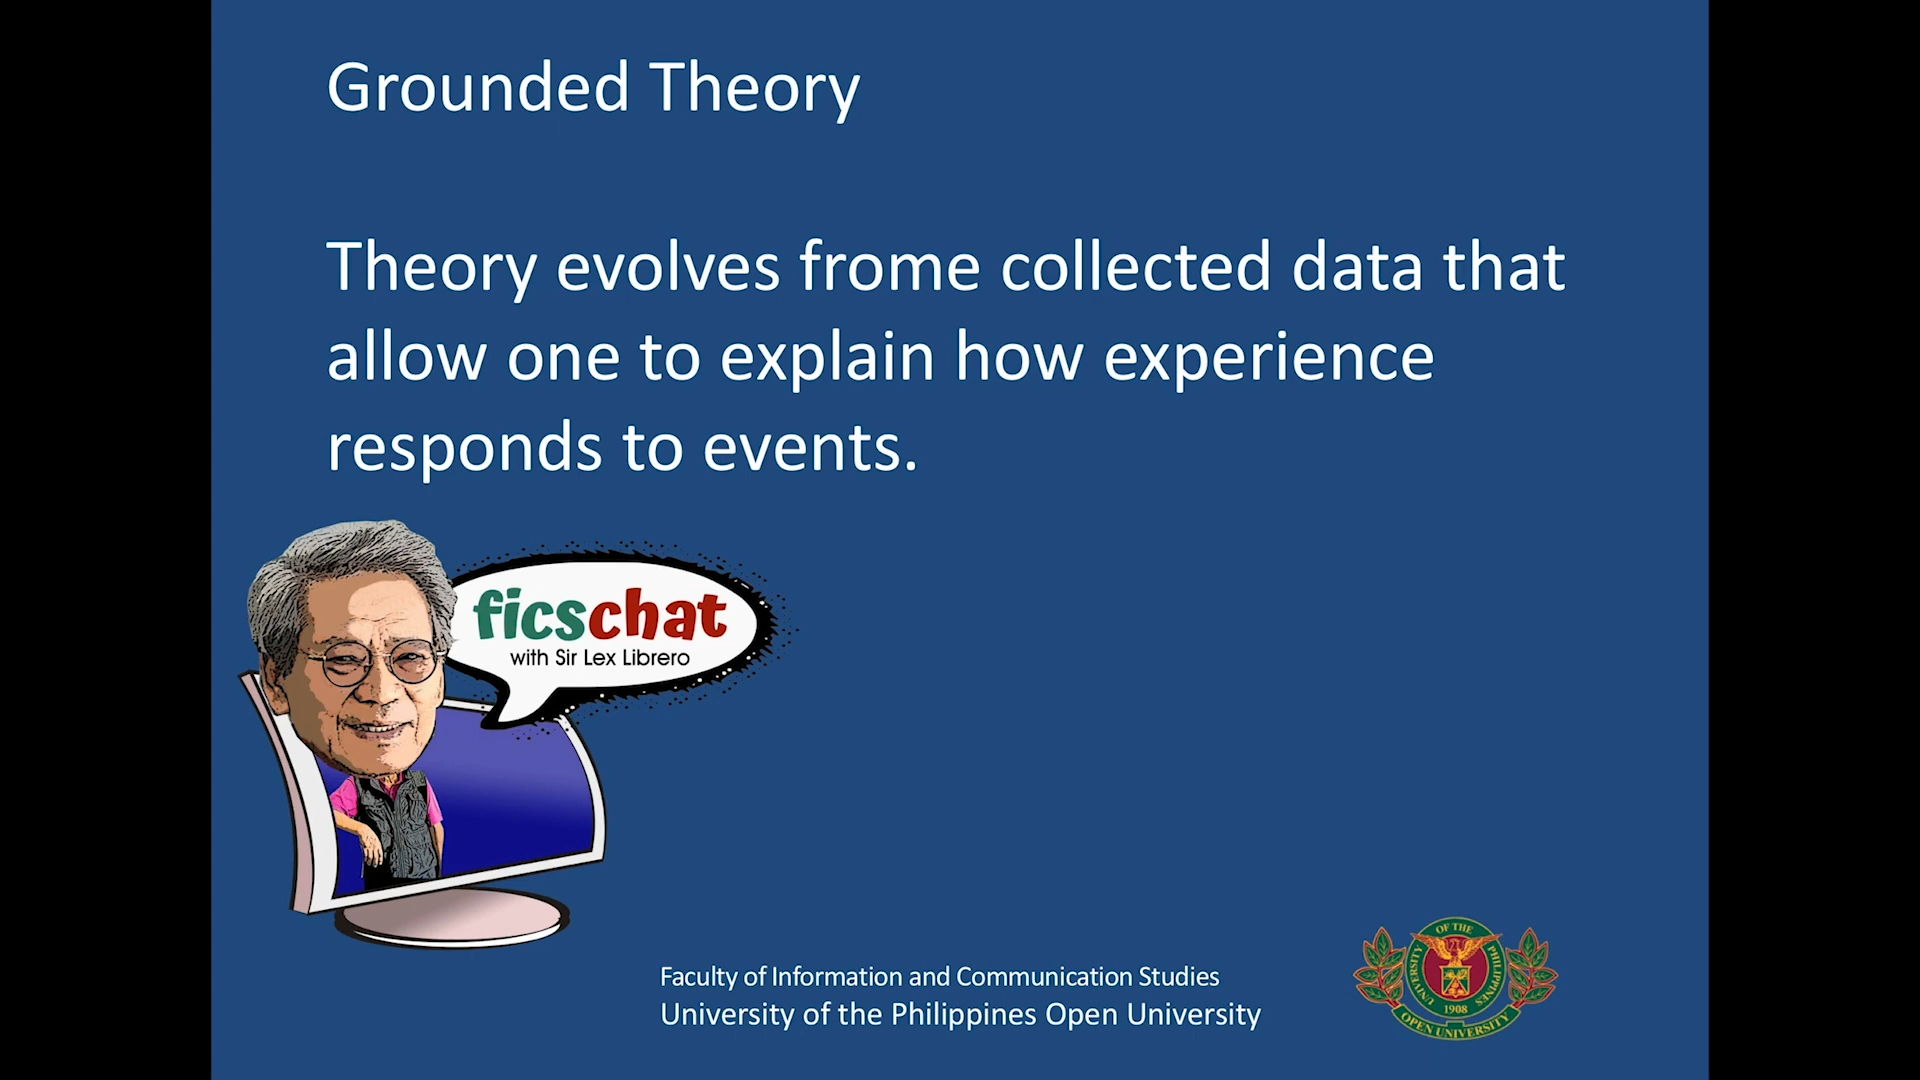 Grounded Theory
Theory evolves frome collected data that
allow one to explain how experience
responds to events.
ficschat
with Sir Lex Librero
Faculty of Information and Communication Studies
University of the Philippines Open University
UNIVERSITY OF THE PHILIPPINES
1908
OPEN UNIVERSITY